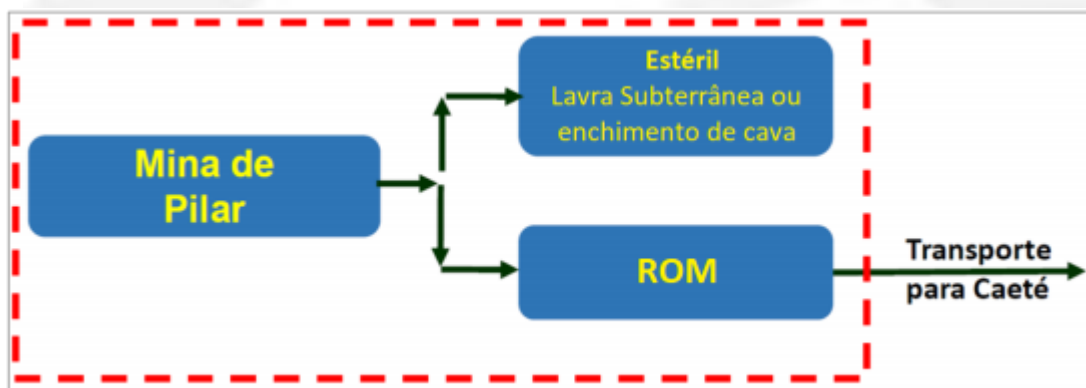 Estéril
Lavra Subterrânea ou
enchimento de cava
Mina de
Pilar
ROM
Transporte
para Caeté